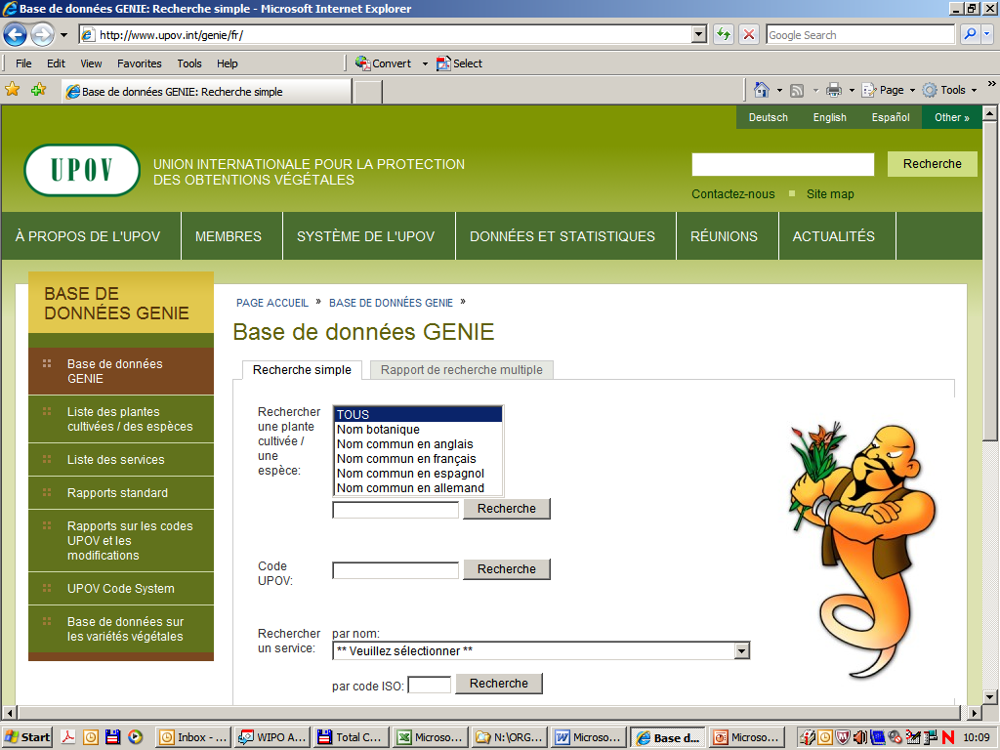 Base de données GENIE: Recherche simple - Microsoft Internet Explorer
http://www.upov.int/genie/fr/
Google Search
File Edit View Favorites Tools Help
Convert Select
Base de données GENIE: Recherche simple
Page Tools »
Deutsch English Español Other »
UPOV
UNION INTERNATIONALE POUR LA PROTECTION
DES OBTENTIONS VÉGÉTALES
Recherche
Contactez-nous Site map
À PROPOS DE L'UPOV MEMBRES SYSTÈME DE L'UPOV DONNÉES ET STATISTIQUES RÉUNIONS ACTUALITÉS
BASE DE
DONNÉES GENIE
Base de données
GENIE
Liste des plantes
cultivées / des espèces
Liste des services
Rapports standard
Rapports sur les codes
UPOV et les
modifications
UPOV Code System
Base de données sur
les variétés végétales
PAGE ACCUEIL » BASE DE DONNÉES GENIE »
Base de données GENIE
Recherche simple Rapport de recherche multiple
Rechercher
une plante
cultivée /
une
espèce:
TOUS
Nom botanique
Nom commun en anglais
Nom commun en français
Nom commun en espagnol
Nom commun en allemand
Recherche
Code
UPOV:
Recherche
Rechercher
un service:
par nom:
** Veuillez sélectionner **
par code ISO:
Recherche
Start Inbox - ... WIPO A... Total C... Microso... N:\ORG... Microso... Base d... Microso... 10:09